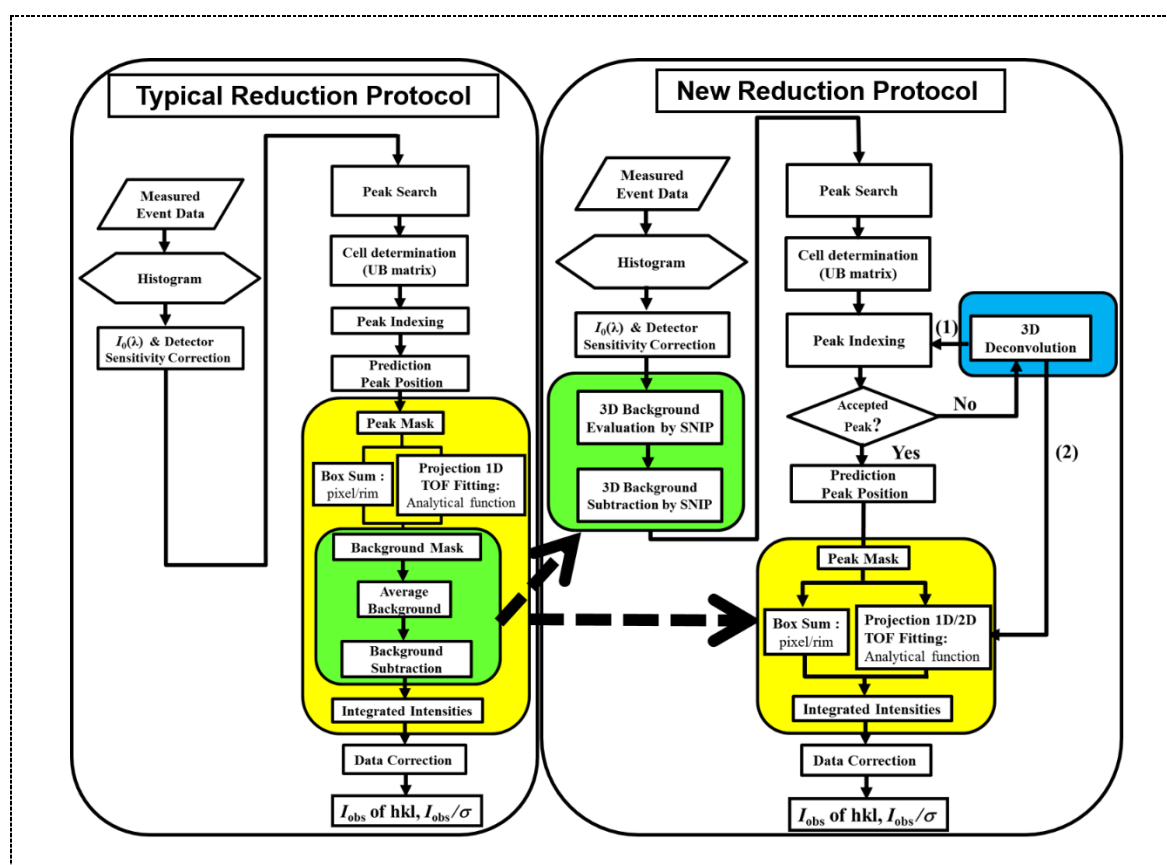 Typical Reduction Protocol
Measured
Event Data
Histogram
I₀(λ) & Detector
Sensitivity Correction
Peak Search
Cell determination
(UB matrix)
Peak Indexing
Prediction
Peak Position
Peak Mask
Box Sum :
pixel/rim
Projection 1D
TOF Fitting:
Analytical function
Background Mask
Average
Background
Background
Subtraction
Integrated Intensities
Data Correction
I_obs of hkl, I_obs/σ
New Reduction Protocol
Measured
Event Data
Histogram
I₀(λ) & Detector
Sensitivity Correction
3D Background
Evaluation by SNIP
3D Background
Subtraction by SNIP
Peak Search
Cell determination
(UB matrix)
Peak Indexing
(1)
3D
Deconvolution
Accepted
Peak?
No
Yes
(2)
Prediction
Peak Position
Peak Mask
Box Sum :
pixel/rim
Projection 1D/2D
TOF Fitting:
Analytical function
Integrated Intensities
Data Correction
I_obs of hkl, I_obs/σ